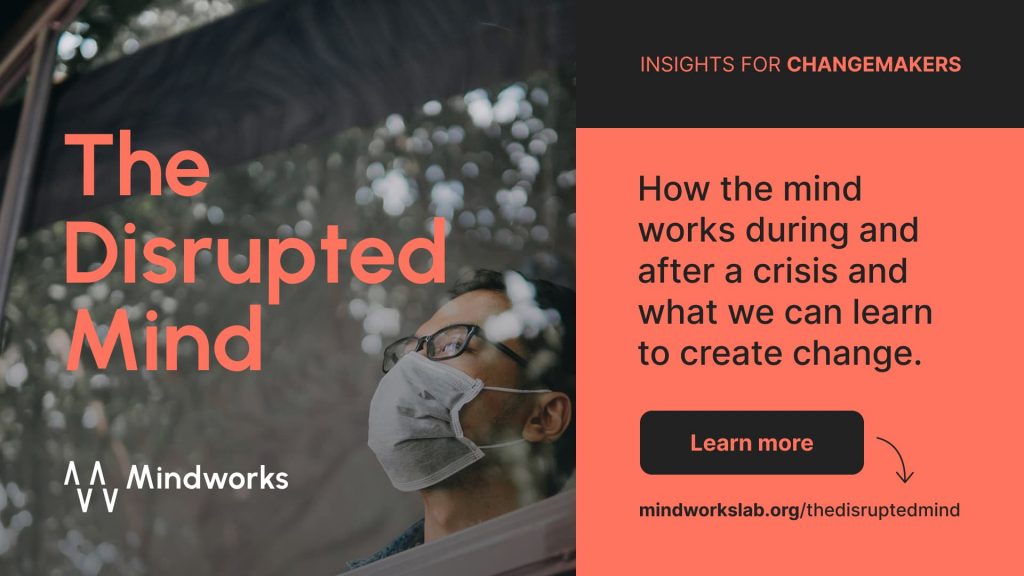 The
Disrupted
Mind
Mindworks
INSIGHTS FOR CHANGEMAKERS
How the mind
works during and
after a crisis and
what we can learn
to create change.
Learn more
mindworkslab.org/thedisruptedmind